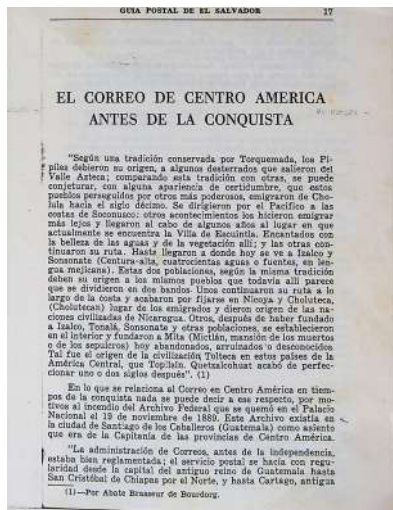 GUIA POSTAL DE EL SALVADOR 17
EL CORREO DE CENTRO AMERICA
ANTES DE LA CONQUISTA
"Según una tradición conservada por Torquemada, los Pi-
piles debieron su origen, a algunos desterrados que salieron del
Valle Azteca; comparando esta tradición con otras, se puede
conjeturar, con alguna apariencia de certidumbre, que estos
pueblos perseguidos por otros más poderosos, emigraron de Cho-
lula hacia el siglo décimo. Se dirigieron por el Pacífico a las
costas de Soconusco: otros acontecimientos los hicieron emigrar
más lejos y llegaron al cabo de algunos años al lugar en que
actualmente se encuentra la Villa de Escuintla. Encantados con
la belleza de las aguas y de la vegetación allí; y las otras con-
tinuaron su ruta. Hasta llegaron a donde hoy se ve a Izalco y
Sonsonate (Centura-alta, cuatrocientas aguas o fuentes, en len-
gua mejicana). Estas dos poblaciones, según la misma tradición
deben su origen a los mismos pueblos que todavía allí parece
que se dividieron en dos bandos. Unos continuaron su ruta a lo
largo de la costa y acabaron por fijarse en Nicoya y Choluteca,
(Cholutecan) lugar de los emigrados y dieron origen de las na-
ciones civilizadas de Nicaragua. Otros, después de haber fundado
a Izalco, Tonalá, Sonsonate y otras poblaciones, se establecieron
en el interior y fundaron a Mita (Mictlán, mansión de los muertos
o de los sepulcros) hoy abandonados, arruinados o desconocidos.
Tal fue el origen de la civilización Tolteca en estos países de la
América Central, que Topilaín. Quetzalcohuat acabó de perfec-
cionar uno o dos siglos después". (1)
En lo que se relaciona al Correo en Centro América en tiem-
pos de la conquista nada se puede decir a ese respecto, por mo-
tivos al incendio del Archivo Federal que se quemó en el Palacio
Nacional el 19 de noviembre de 1889. Este Archivo existía en
la ciudad de Santiago de los Caballeros (Guatemala) como asiento
que era de la Capitanía de las provincias de Centro América.
"La administración de Correos, antes de la independencia,
estaba bien reglamentada; el servicio postal se hacía con regu-
laridad desde la capital del antiguo reino de Guatemala hasta
San Cristóbal de Chiapas por el Norte, y hasta Cartago, antigua
(1)—Por Abate Brasseur de Bourdorg.